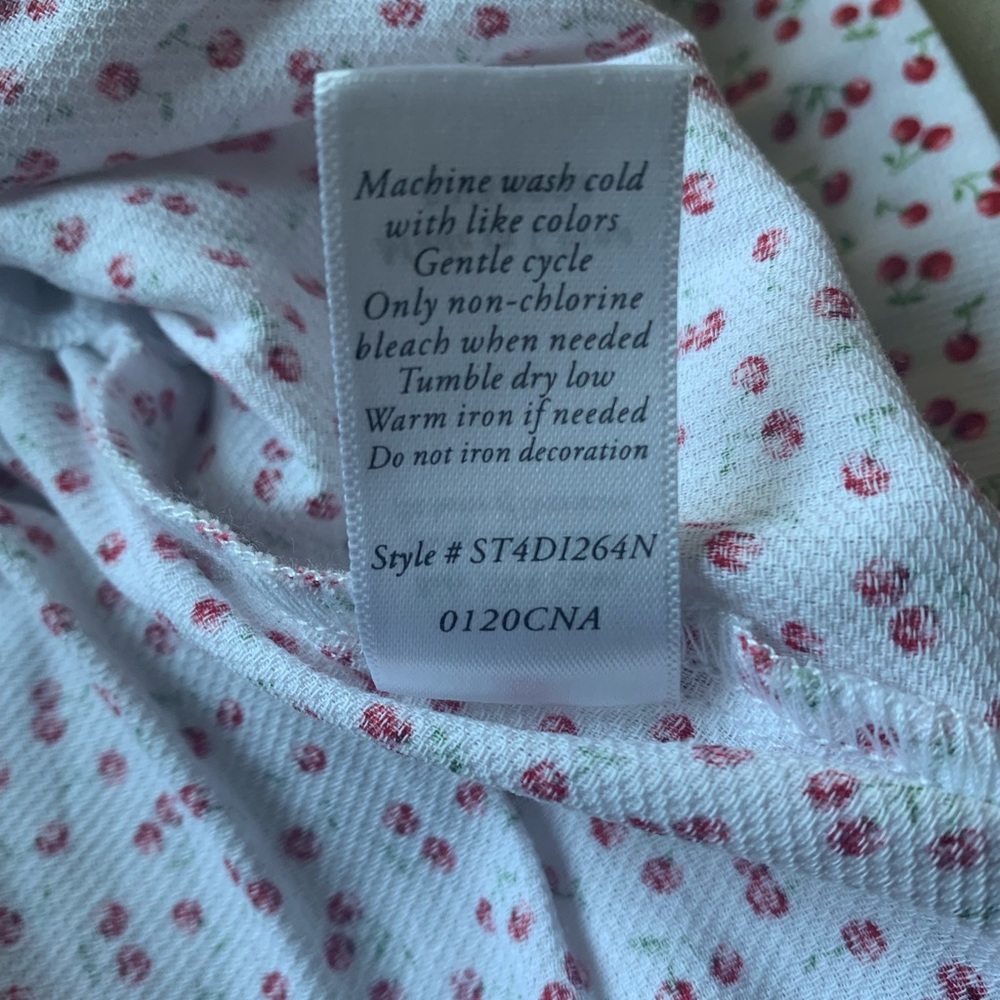 Machine wash cold
with like colors
Gentle cycle
Only non-chlorine
bleach when needed
Tumble dry low
Warm iron if needed
Do not iron decoration
Style # ST4D1264N
0120CNA